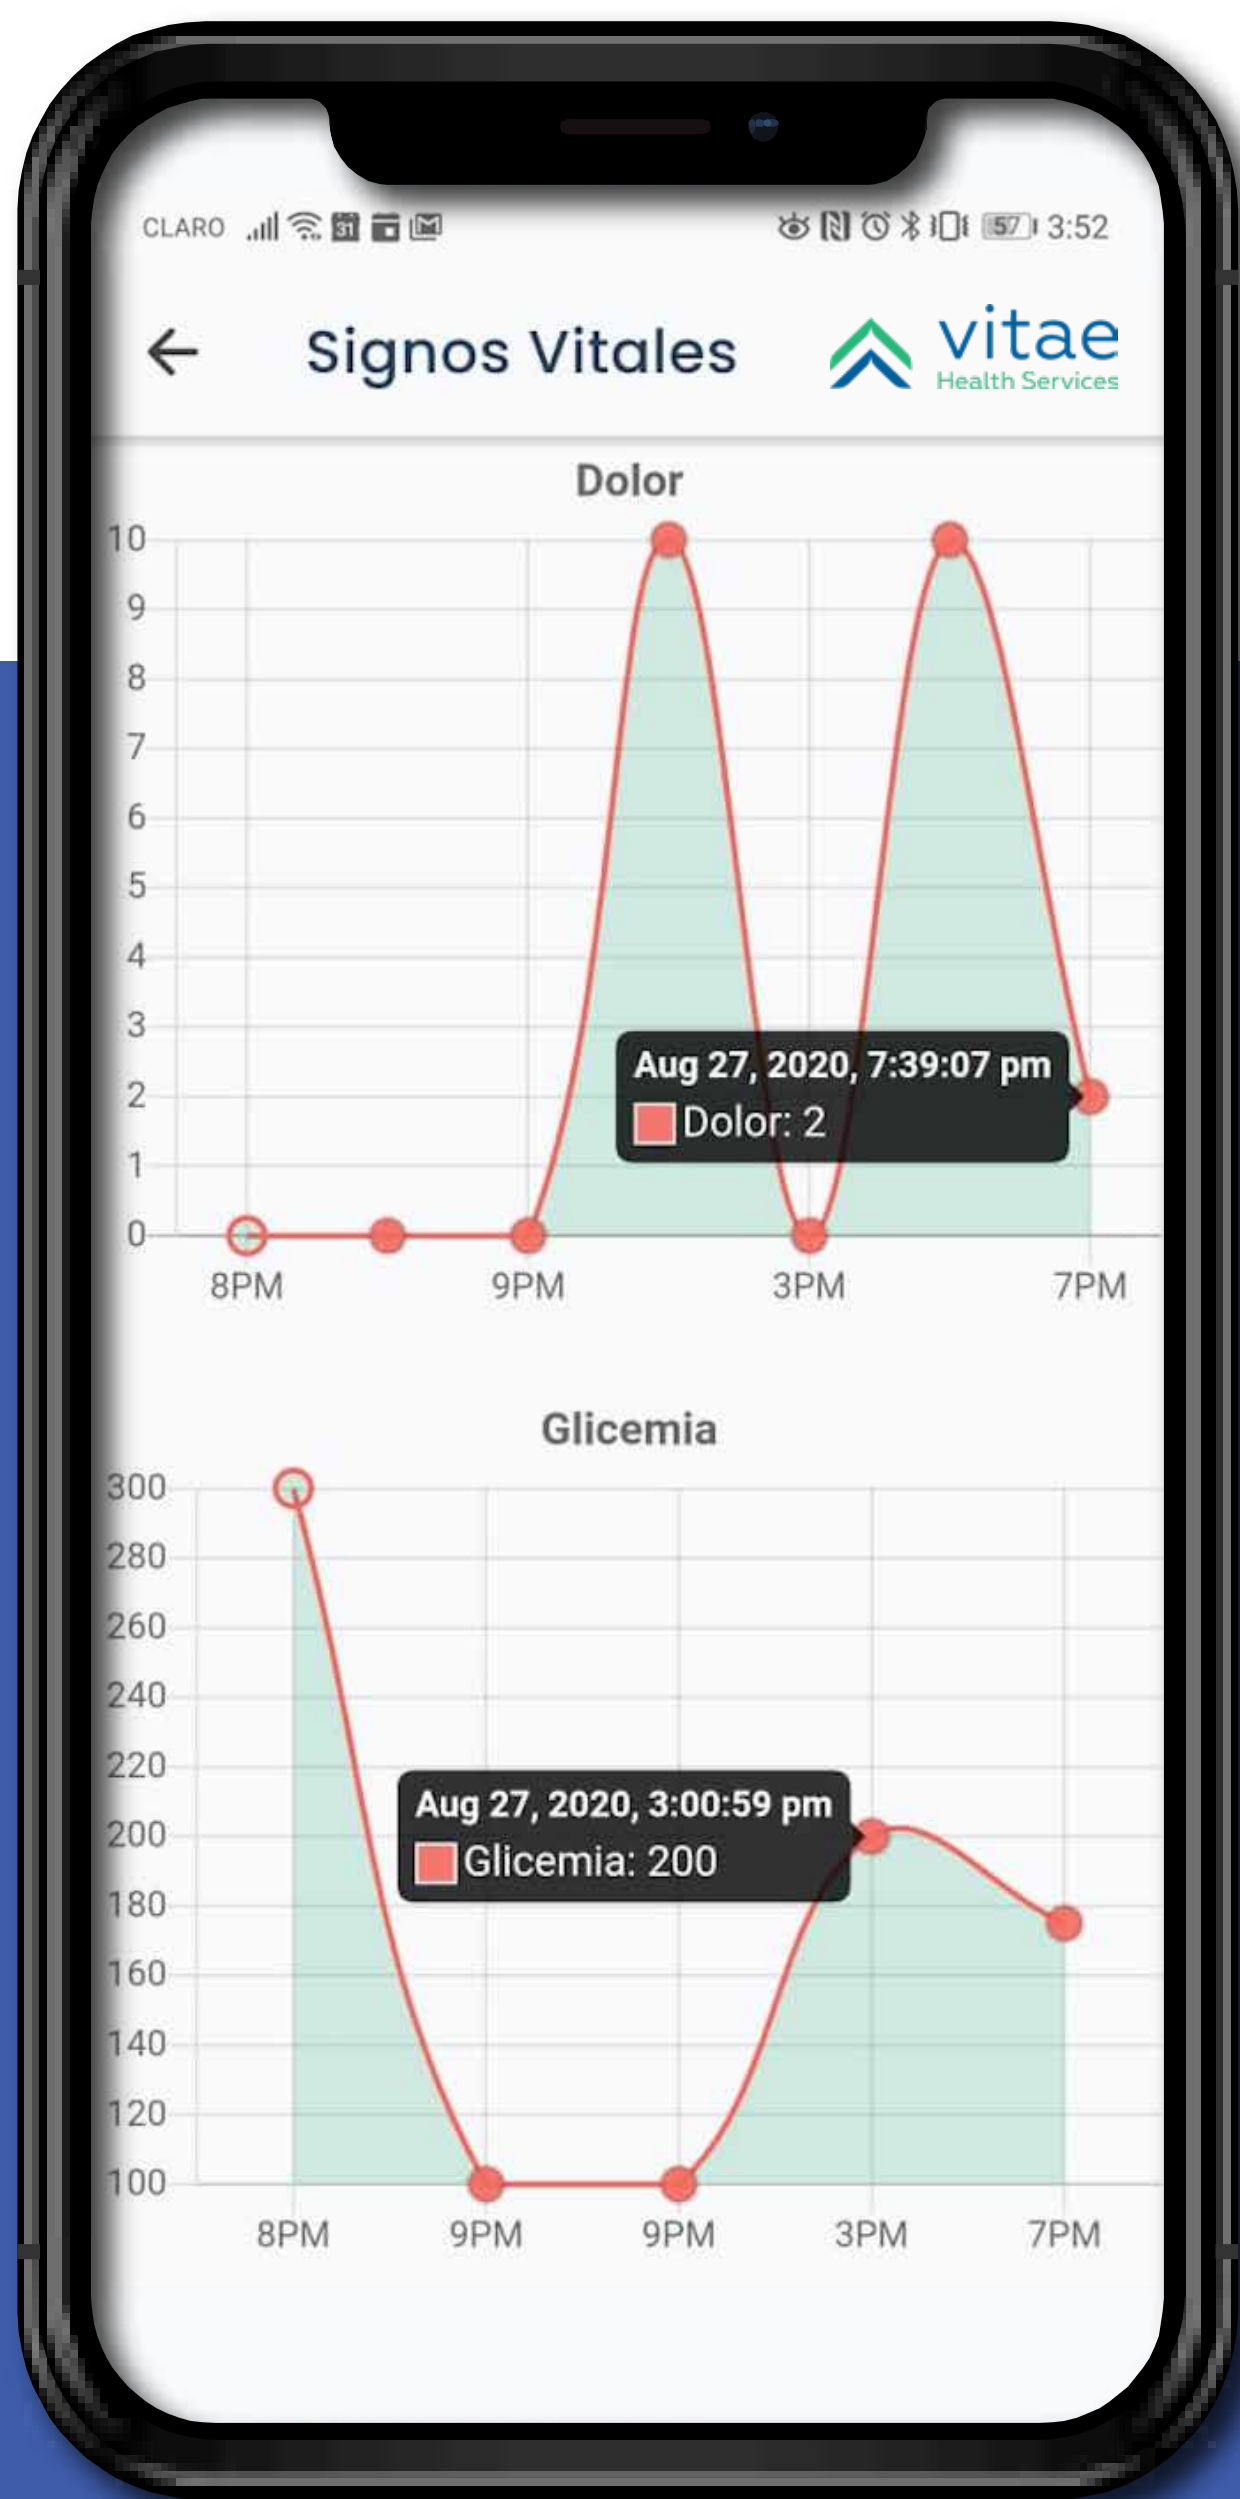 CLARO 31 57 3:52
Signos Vitales
vitae
Health Services
Dolor
10
9
8
7
6
5
4
3
2
1
0
Aug 27, 2020, 7:39:07 pm
Dolor: 2
8PM 9PM 3PM 7PM
Glicemia
300
280
260
240
220
200
180
160
140
120
100
Aug 27, 2020, 3:00:59 pm
Glicemia: 200
8PM 9PM 9PM 3PM 7PM